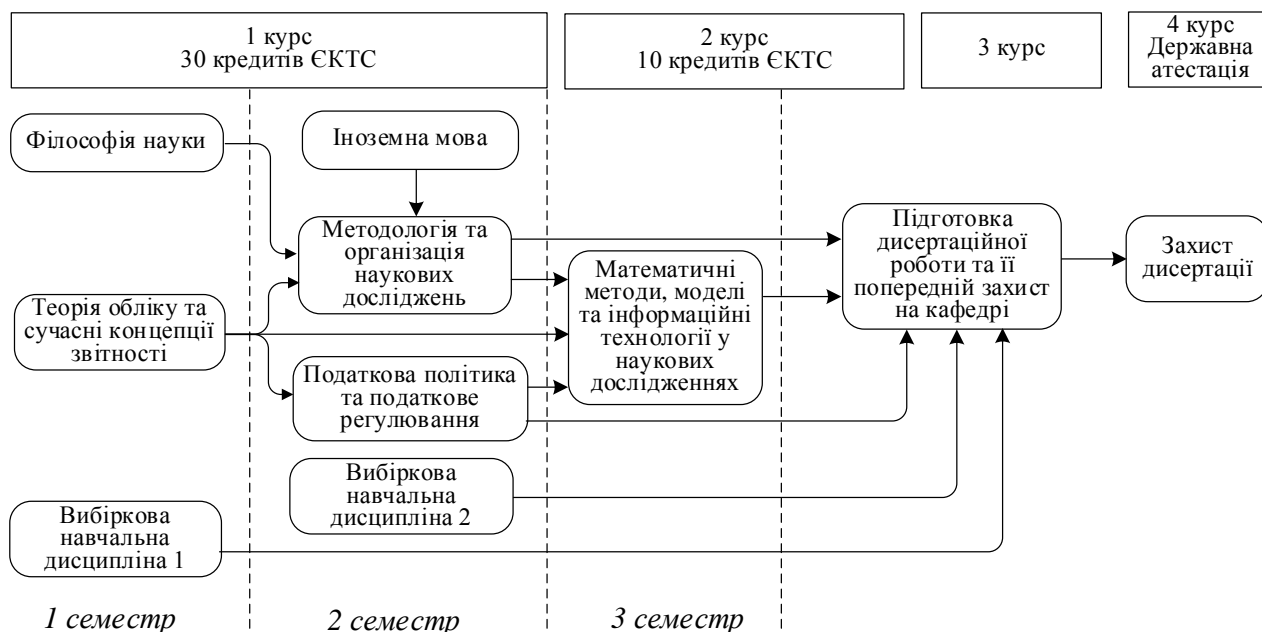 1 курс
30 кредитів ЄКТС
2 курс
10 кредитів ЄКТС
3 курс
4 курс
Державна
атестація
Філософія науки
Іноземна мова
Методологія та
організація
наукових
досліджень
Теорія обліку та
сучасні концепції
звітності
Математичні
методи, моделі
та інформаційні
технології у
наукових
дослідженнях
Підготовка
дисертаційної
роботи та її
попередній захист
на кафедрі
Захист
дисертації
Податкова політика
та податкове
регулювання
Вибіркова
навчальна
дисципліна 2
Вибіркова
навчальна
дисципліна 1
1 семестр
2 семестр
3 семестр